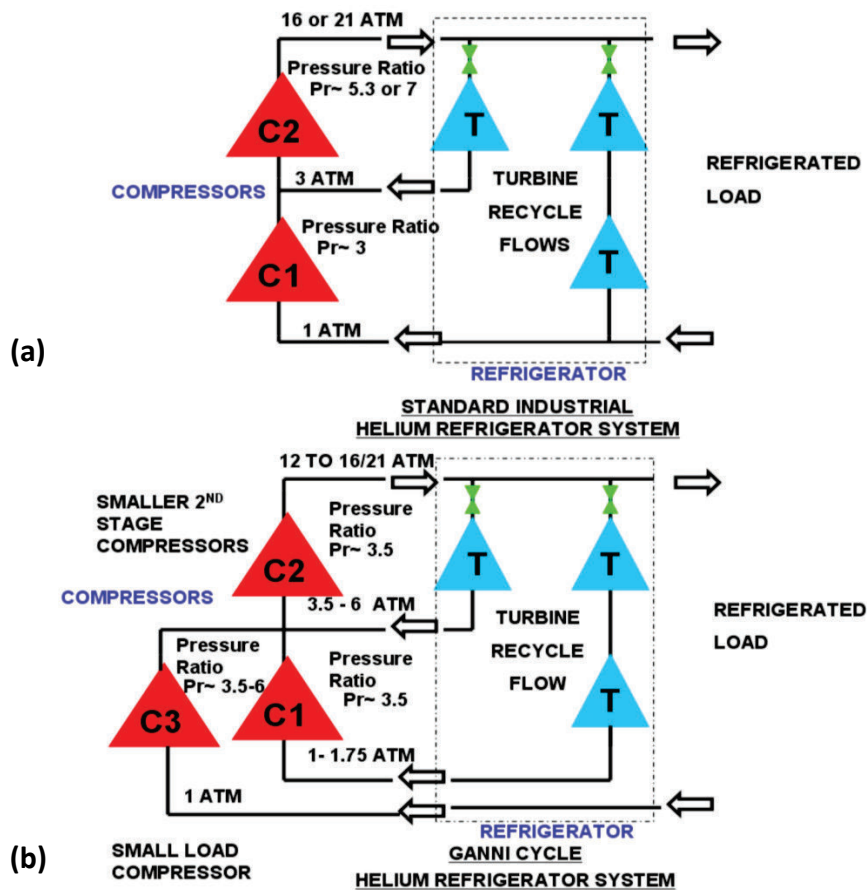 16 or 21 ATM
Pressure Ratio
Pr~ 5.3 or 7
C2
T
T
REFRIGERATED
LOAD
3 ATM
TURBINE
RECYCLE
FLOWS
COMPRESSORS
Pressure Ratio
Pr~ 3
C1
T
1 ATM
(a)
REFRIGERATOR
STANDARD INDUSTRIAL
HELIUM REFRIGERATOR SYSTEM
12 TO 16/21 ATM
SMALLER 2ND
STAGE
COMPRESSORS
Pressure
Ratio
Pr~ 3.5
C2
T
T
COMPRESSORS
3.5 - 6 ATM
TURBINE
RECYCLE
FLOW
REFRIGERATED
LOAD
Pressure
Ratio
Pr~ 3.5-6
Pressure
Ratio
Pr~ 3.5
C3
C1
T
1- 1.75 ATM
1 ATM
REFRIGERATOR
(b)
SMALL LOAD
COMPRESSOR
GANNI CYCLE
HELIUM REFRIGERATOR SYSTEM